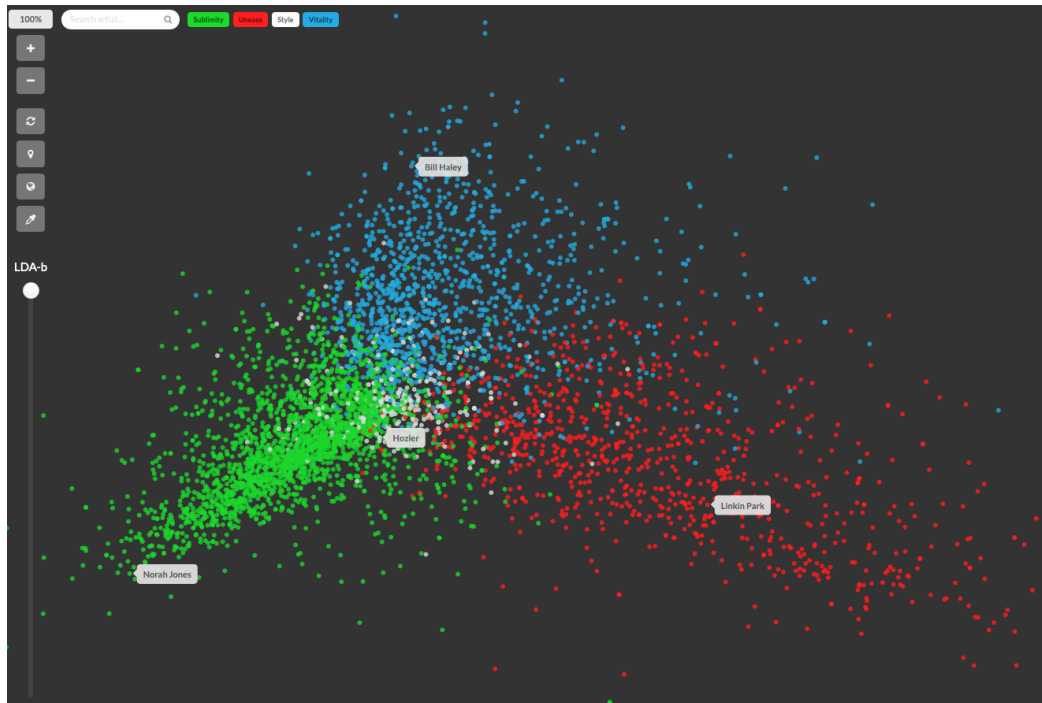 100%
Search artist...
Sublimity
Unease
Style
Vitality
Bill Haley
LDA-b
Hozier
Linkin Park
Norah Jones